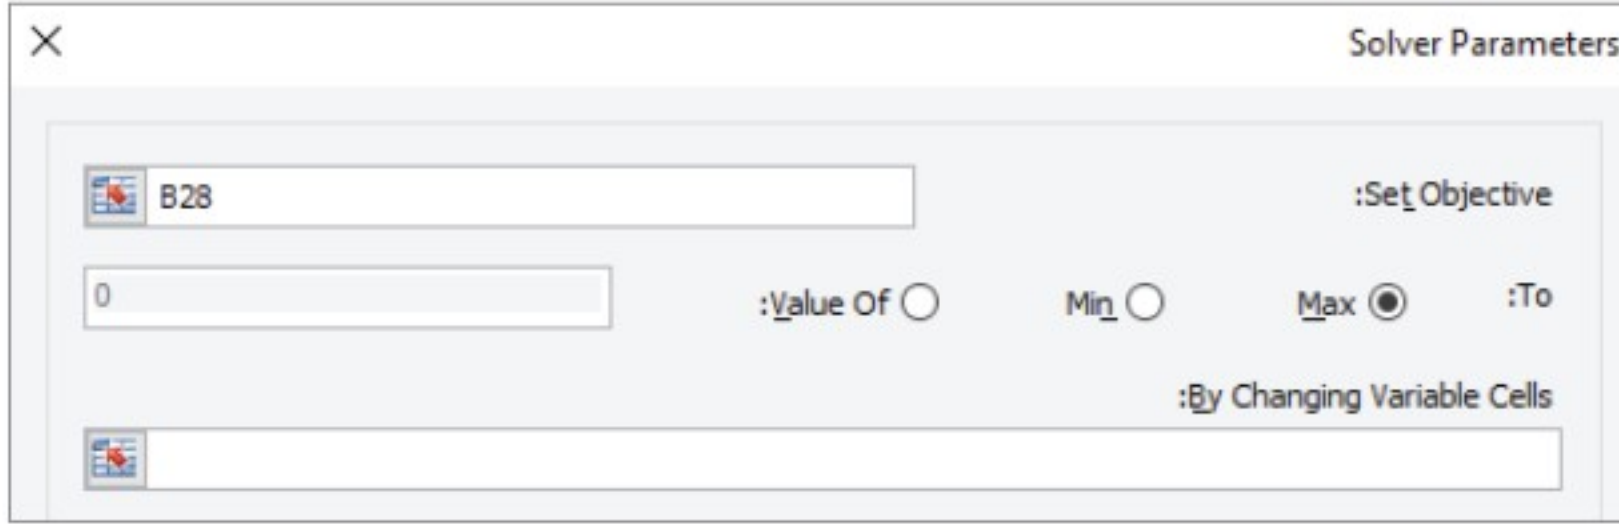 Solver Parameters
:Set Objective B28
:To Max Min :Value Of 0
:By Changing Variable Cells